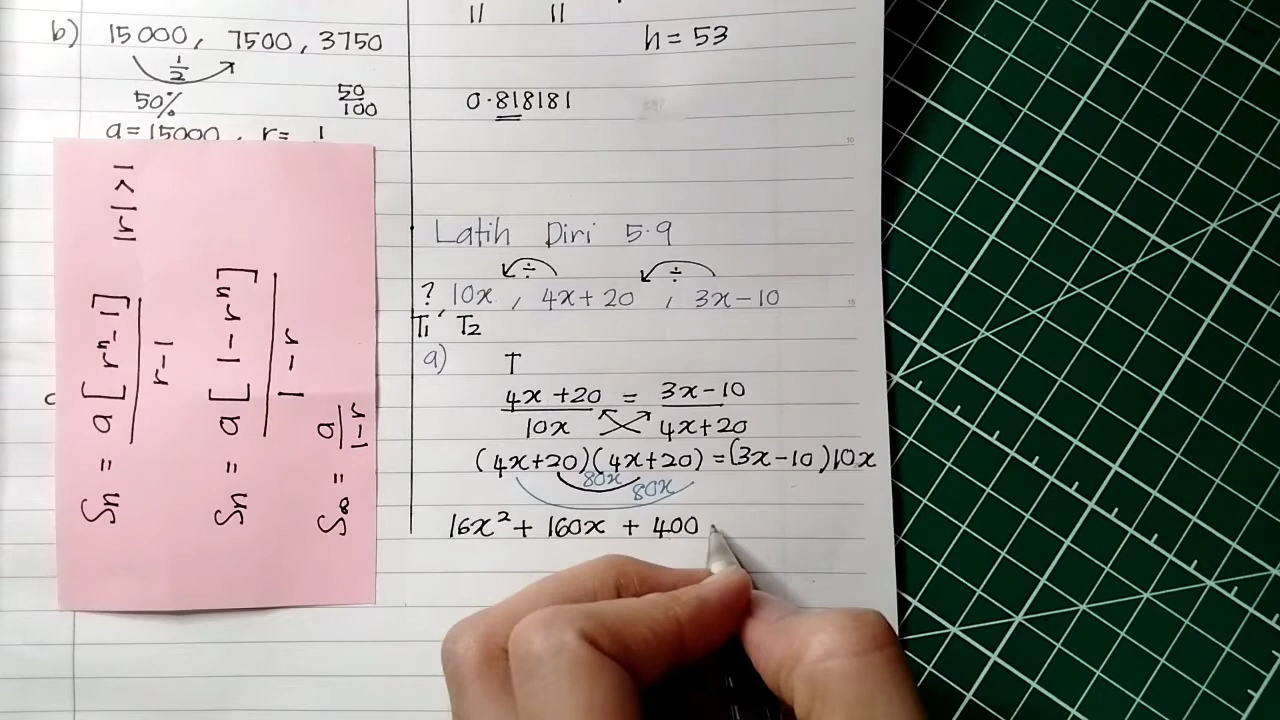 b) 15000, 7500, 3750
1/2
50%
50/100
a = 15000, r = 1
Sn = a[rⁿ-1] / r-1 |r| > 1
Sn = a[1-rⁿ] / 1-r
S∞ = a / 1-r
h = 53
0.818181
Latih Diri 5.9
÷ ÷
? , 10x , 4x+20 , 3x-10
T₁ T₂
a) T
4x+20 / 10x = 3x-10 / 4x+20
(4x+20)(4x+20) = (3x-10)10x
80x 80x
16x² + 160x + 400